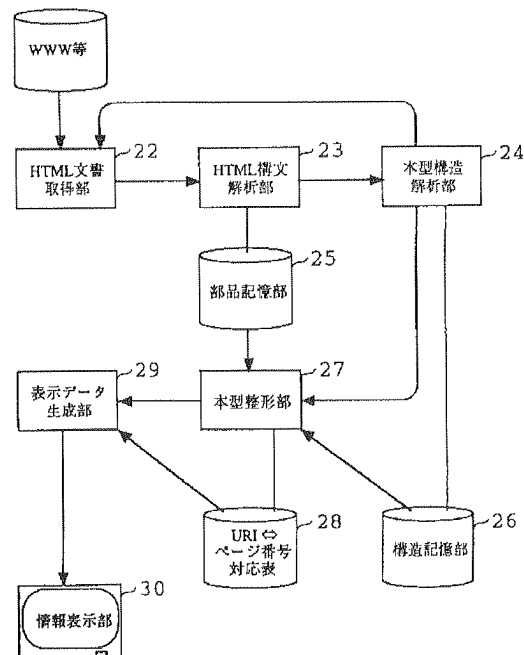 WWW等
22
HTML文書
取得部
23
HTML構文
解析部
24
木型構造
解析部
25
部品記憶部
29
表示データ
生成部
27
本型整形部
28
URI⇔
ページ番号
対応表
26
構造記憶部
30
情報表示部